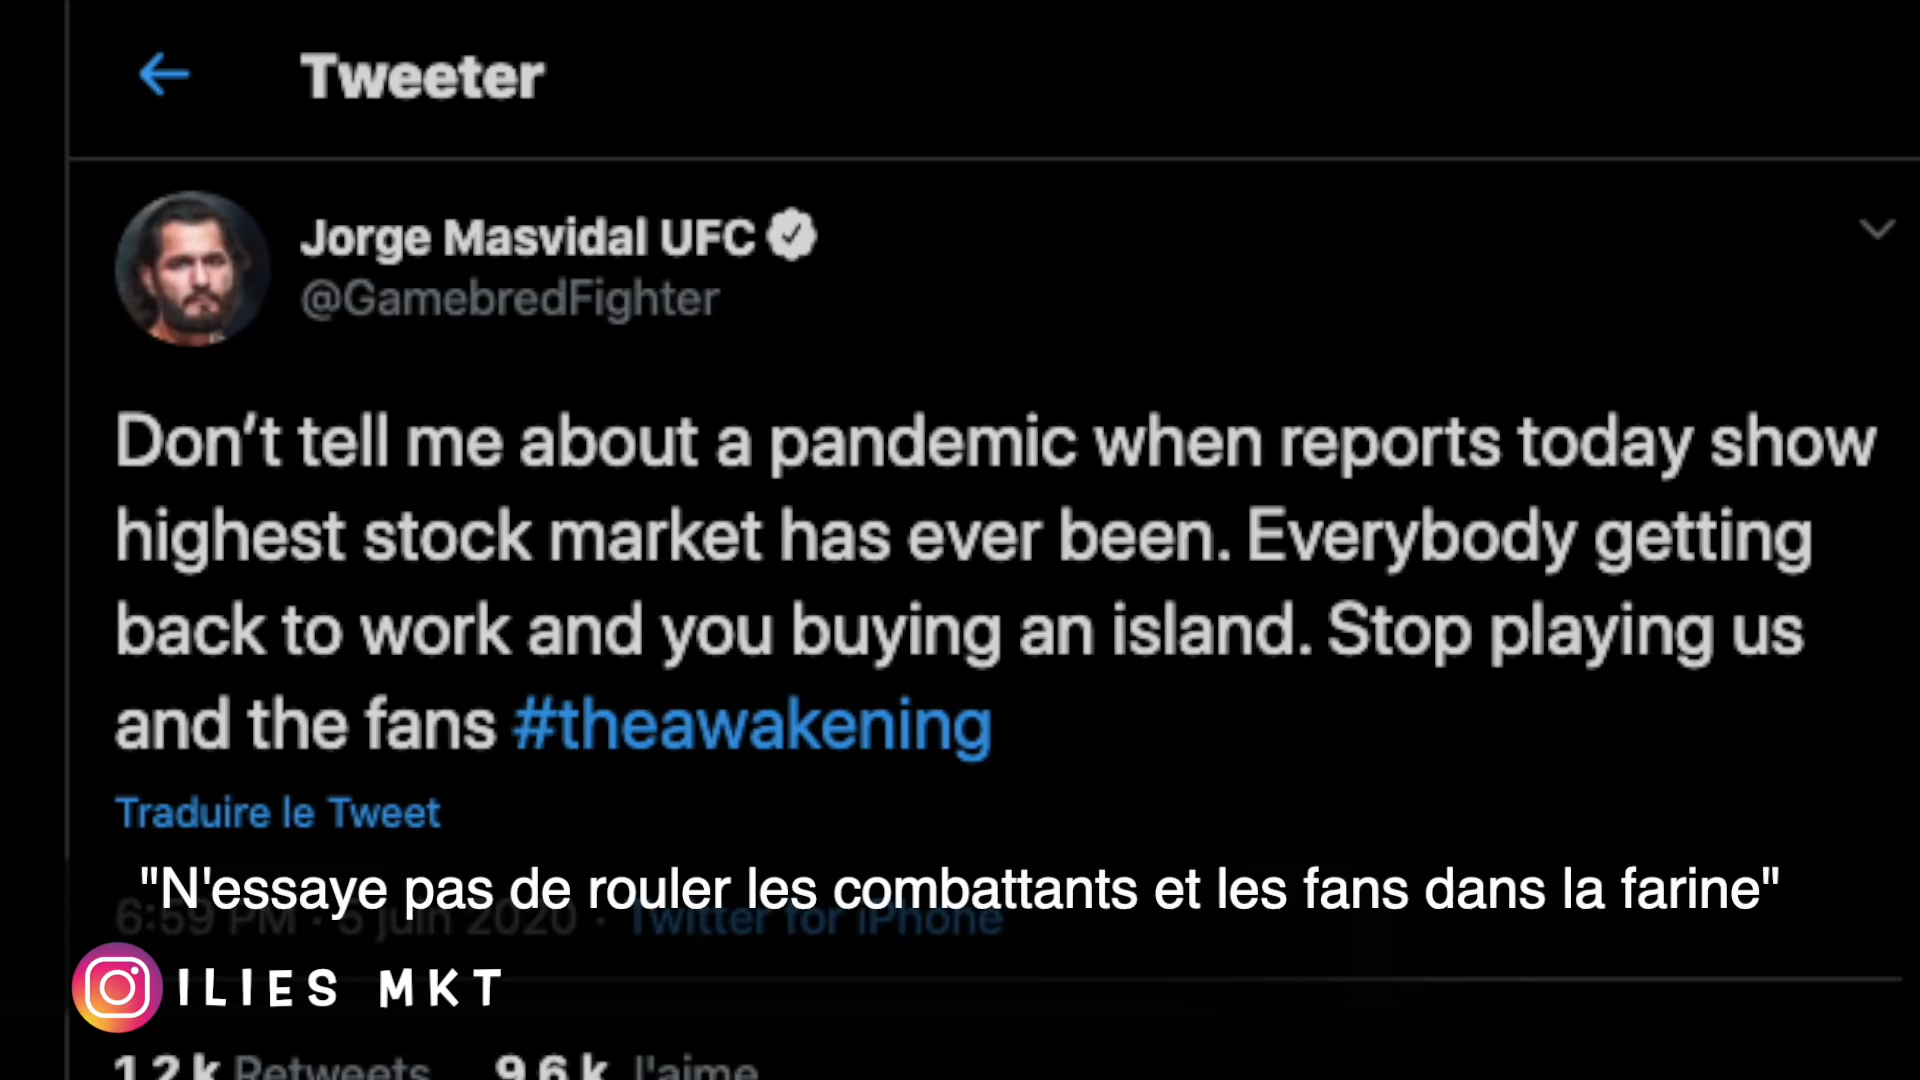 Tweeter
Jorge Masvidal UFC
@GamebredFighter
Don't tell me about a pandemic when reports today show
highest stock market has ever been. Everybody getting
back to work and you buying an island. Stop playing us
and the fans #theawakening
Traduire le Tweet
"N'essaye pas de rouler les combattants et les fans dans la farine"
6:59 PM · 5 juin 2020 · Twitter for iPhone
ILIES MKT
Retweets J'aime